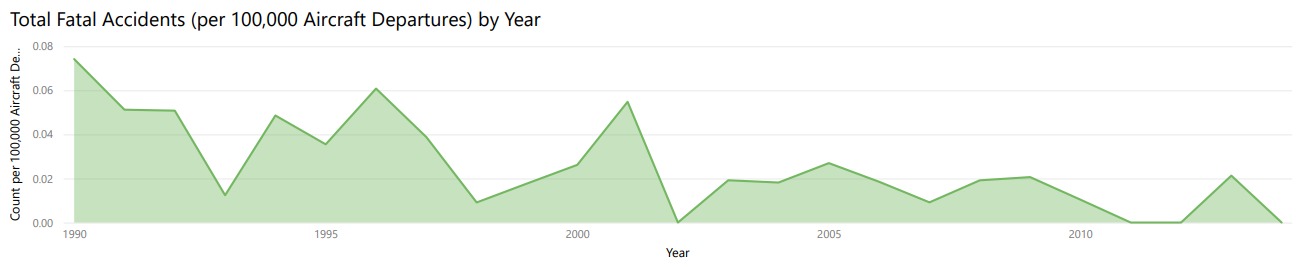 Total Fatal Accidents (per 100,000 Aircraft Departures) by Year
Count per 100,000 Aircraft De...
0.08
0.06
0.04
0.02
0.00
1990 1995 2000 2005 2010
Year